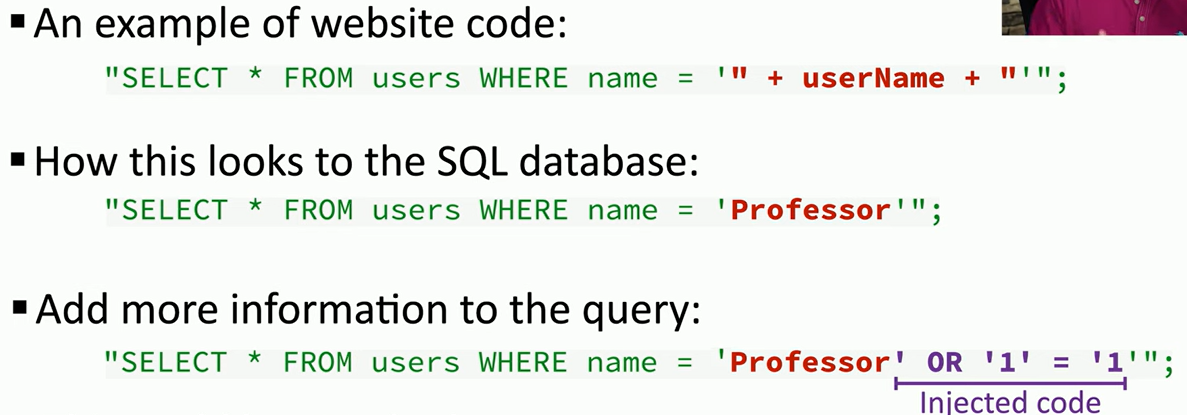 ▪ An example of website code:
"SELECT * FROM users WHERE name = '" + userName + "'";
▪ How this looks to the SQL database:
"SELECT * FROM users WHERE name = 'Professor'";
▪ Add more information to the query:
"SELECT * FROM users WHERE name = 'Professor' OR '1' = '1'";
Injected code